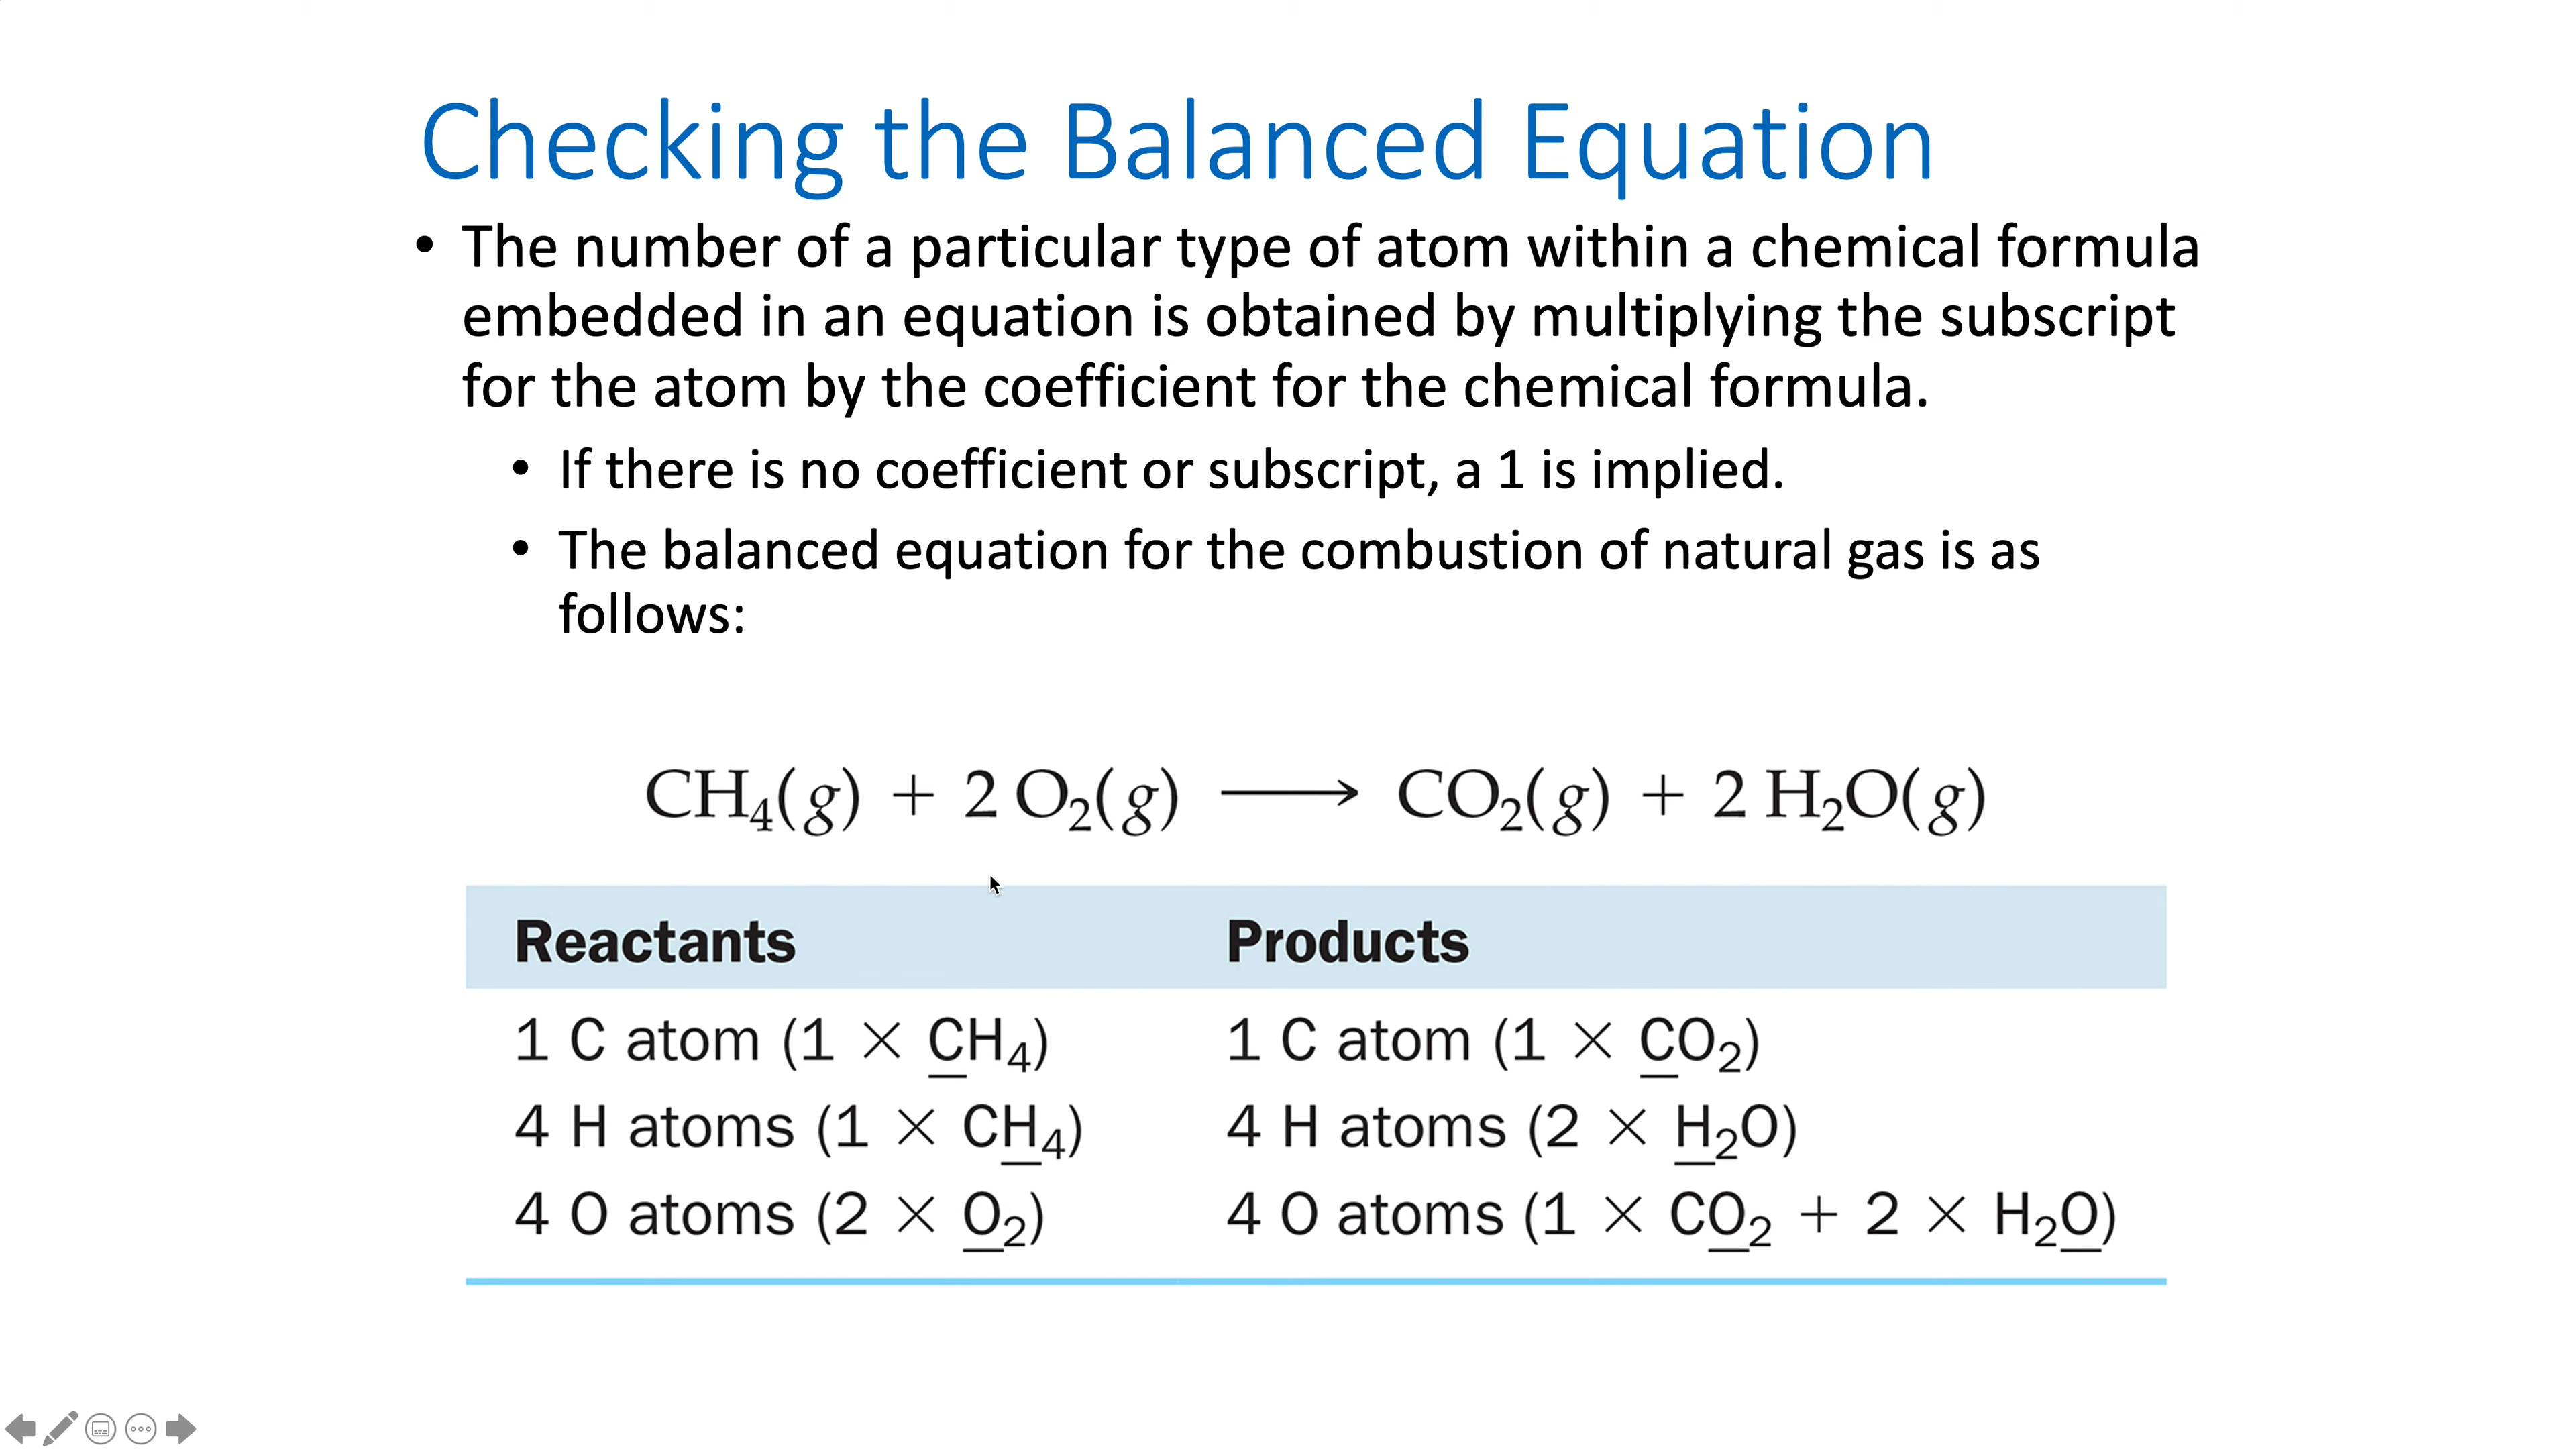 Checking the Balanced Equation
• The number of a particular type of atom within a chemical formula
embedded in an equation is obtained by multiplying the subscript
for the atom by the coefficient for the chemical formula.
• If there is no coefficient or subscript, a 1 is implied.
• The balanced equation for the combustion of natural gas is as
follows:
CH₄(g) + 2 O₂(g) ⟶ CO₂(g) + 2 H₂O(g)
Reactants Products
1 C atom (1 × CH₄) 1 C atom (1 × CO₂)
4 H atoms (1 × CH₄) 4 H atoms (2 × H₂O)
4 O atoms (2 × O₂) 4 O atoms (1 × CO₂ + 2 × H₂O)